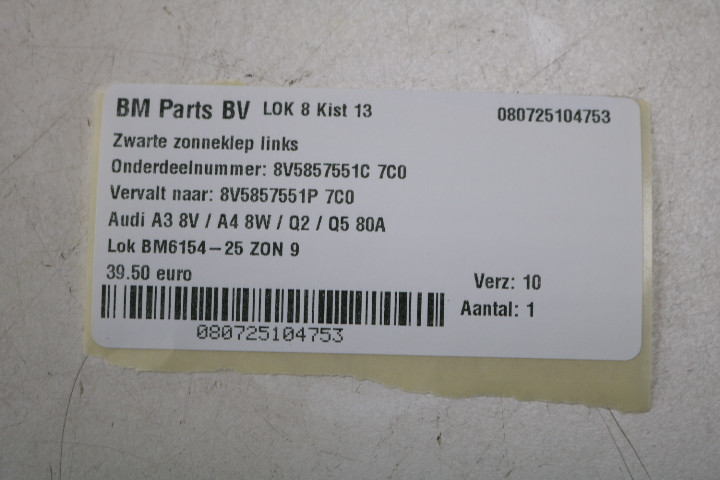 BM Parts BV LOK 8 Kist 13 080725104753
Zwarte zonneklep links
Onderdeelnummer: 8V5857551C 7C0
Vervalt naar: 8V5857551P 7C0
Audi A3 8V / A4 8W / Q2 / Q5 80A
Lok BM6154-25 ZON 9
39.50 euro
Verz: 10
Aantal: 1
080725104753